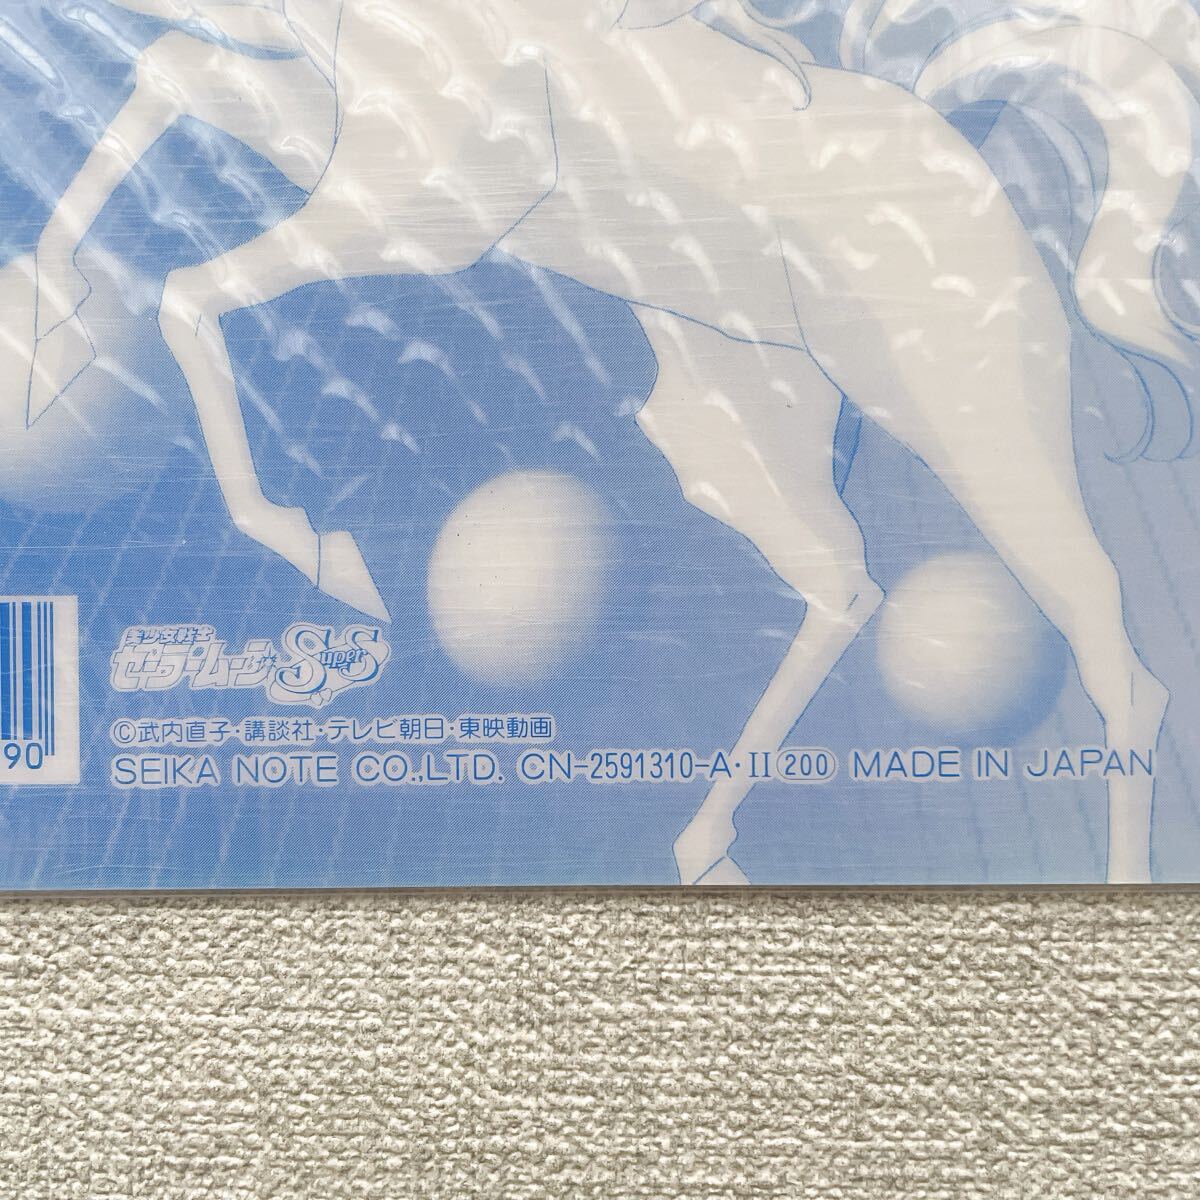 美少女戦士
セーラームーン SuperS
©武内直子・講談社・テレビ朝日・東映動画
90
SEIKA NOTE CO.,LTD. CN-2591310-A・II 200 MADE IN JAPAN